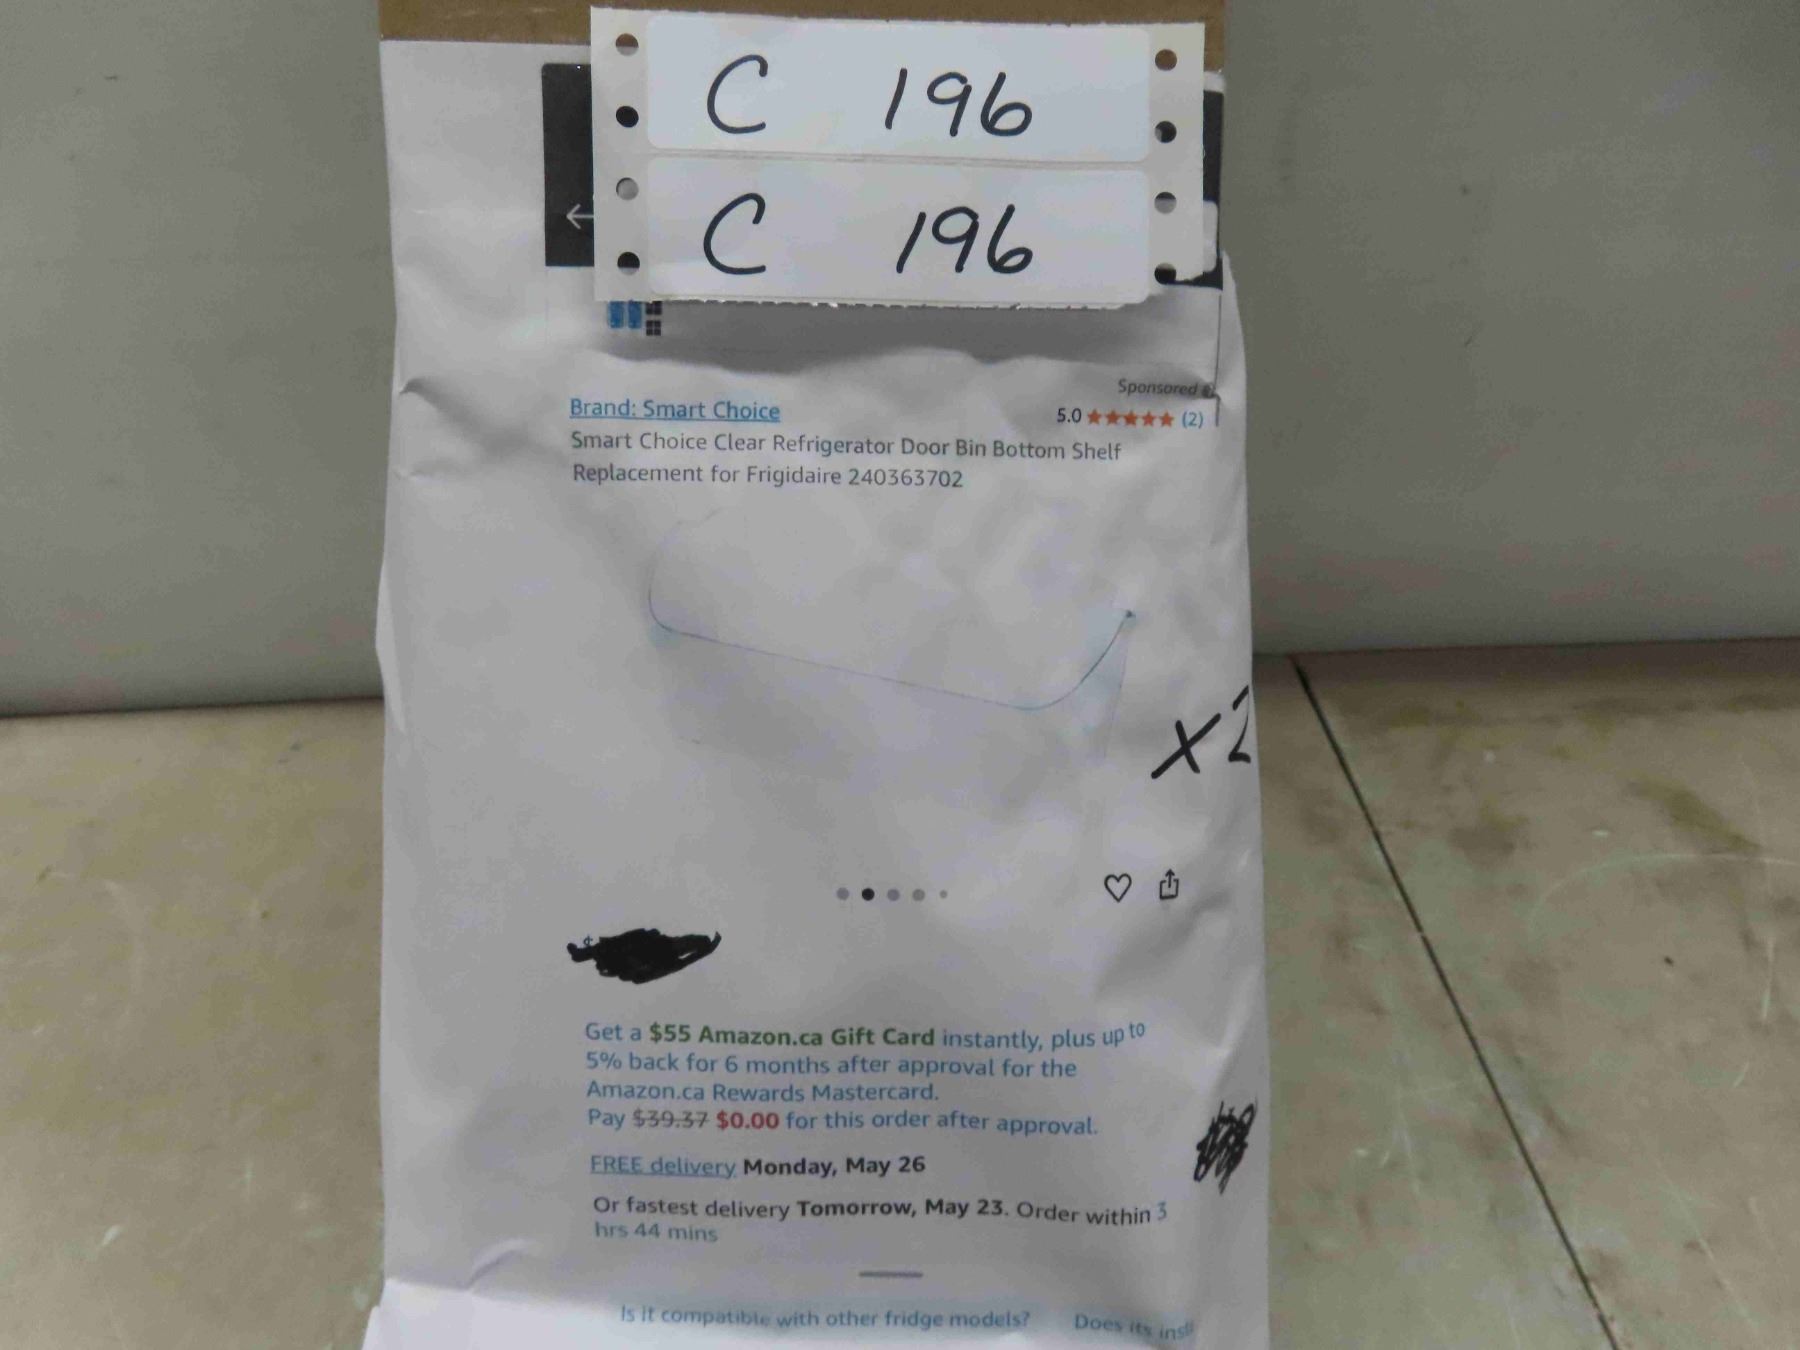 C 196
C 196
Sponsored
Brand: Smart Choice
5.0 ★★★★★ (2)
Smart Choice Clear Refrigerator Door Bin Bottom Shelf
Replacement for Frigidaire 240363702
X2
Get a $55 Amazon.ca Gift Card instantly, plus up to
5% back for 6 months after approval for the
Amazon.ca Rewards Mastercard.
Pay $39.37 $0.00 for this order after approval.
FREE delivery Monday, May 26
Or fastest delivery Tomorrow, May 23. Order within 3
hrs 44 mins
Is it compatible with other fridge models? Does its